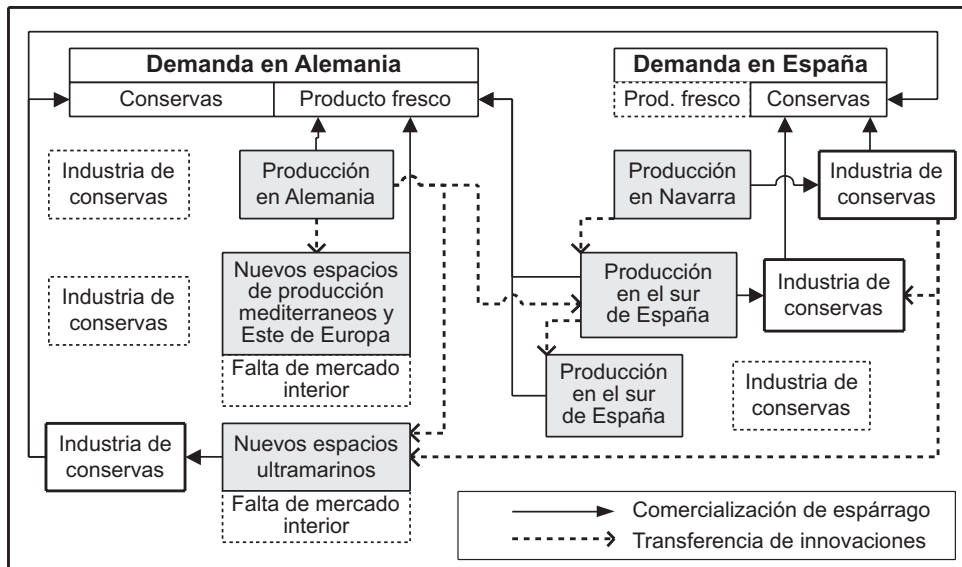 Demanda en Alemania
Conservas
Producto fresco
Demanda en España
Prod. fresco
Conservas
Industria de
conservas
Producción
en Alemania
Producción
en Navarra
Industria de
conservas
Industria de
conservas
Nuevos espacios
de producción
mediterraneos y
Este de Europa
Falta de mercado
interior
Producción
en el sur
de España
Industria de
conservas
Producción
en el sur
de España
Industria de
conservas
Industria de
conservas
Nuevos espacios
ultramarinos
Falta de mercado
interior
Comercialización de espárrago
Transferencia de innovaciones